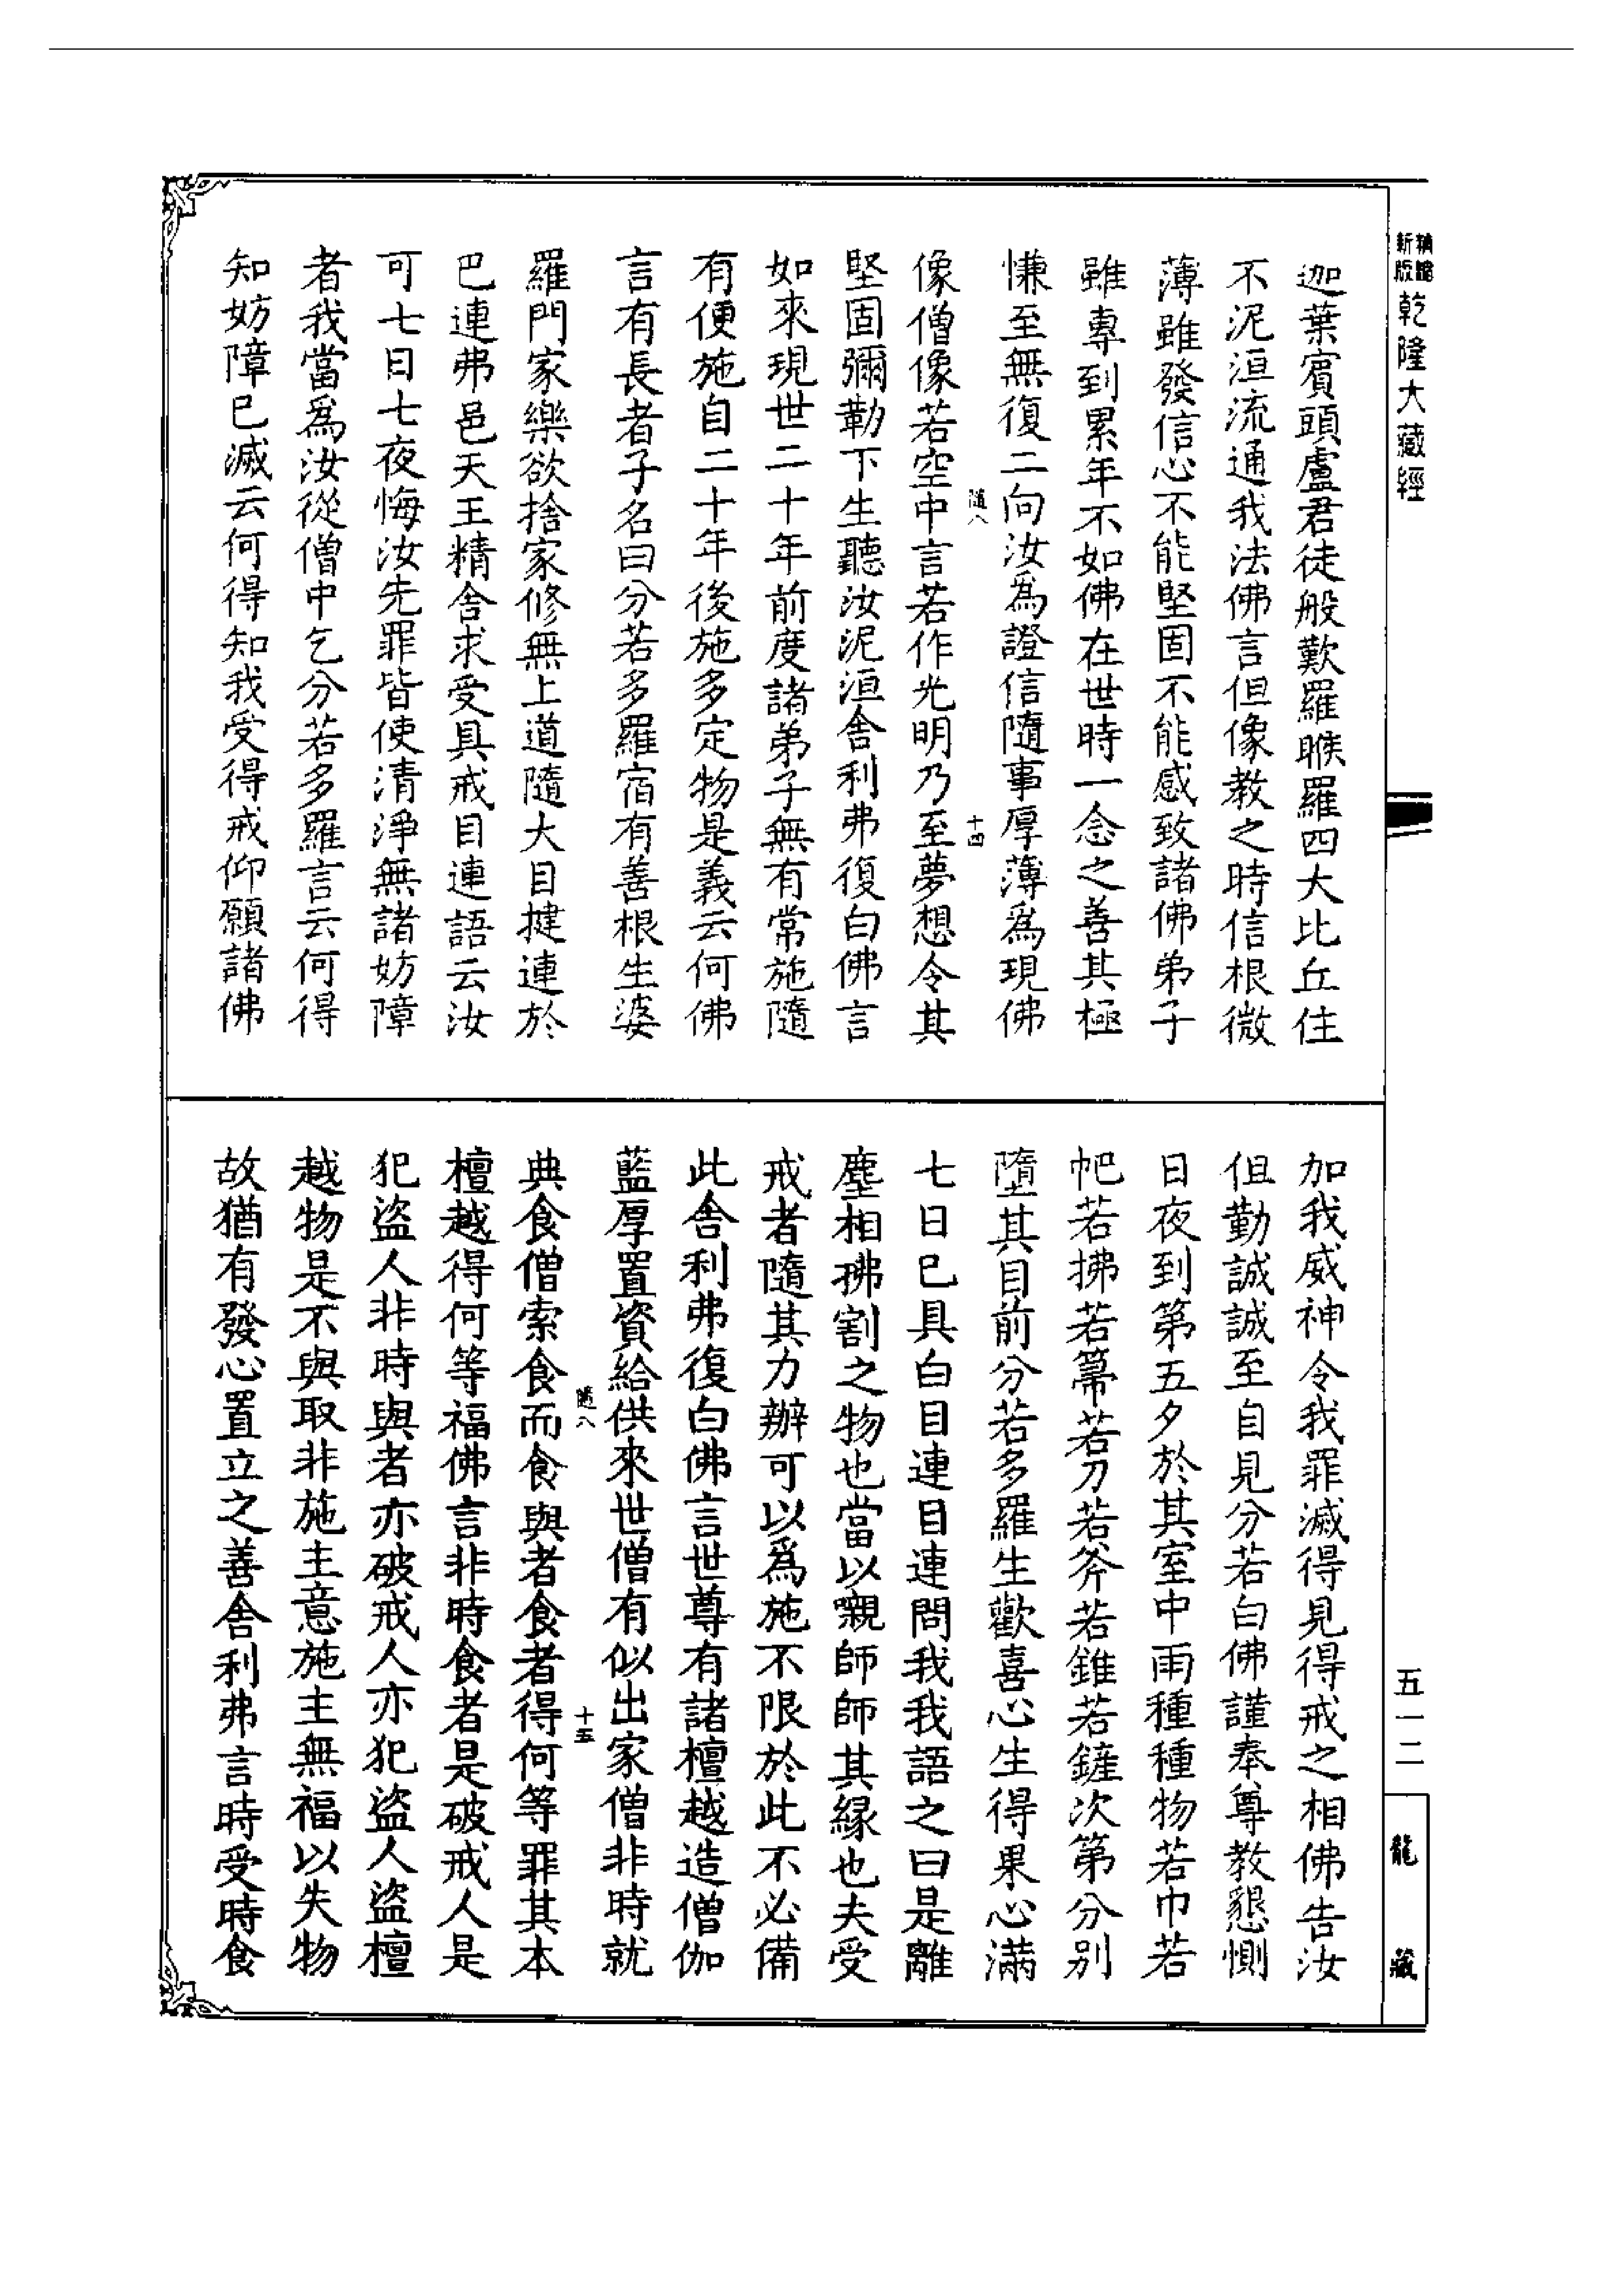 新版
乾隆大藏經
迦葉賓頭盧君徒般歎羅睺羅四大比丘住
不泥洹流通我法佛言但像教之時信根微
薄雖發信心不能堅固不能感致諸佛弟子
雖專到累年不如佛在世時一念之善其極
慊至無復二向汝爲證信隨事厚薄爲現佛
隨八 十四
像僧像若空中言若作光明乃至夢想令其
堅固彌勒下生聽汝泥洹舍利弗復白佛言
如來現世二十年前度諸弟子無有常施隨
有便施自二十年後施多定物是義云何佛
言有長者子名曰分若多羅宿有善根生婆
羅門家樂欲捨家修無上道隨大目揵連於
巴連弗邑天王精舍求受具戒目連語云汝
可七日七夜悔汝先罪皆使清淨無諸妨障
者我當爲汝從僧中乞分若多羅言云何得
知妨障已滅云何得知我受得戒仰願諸佛
加我威神令我罪滅得見得戒之相佛告汝
但勤誠誠至自見分若白佛謹奉尊教懇惻
日夜到第五夕於其室中雨種種物若巾若
帊若拂若箒若刀若斧若錐若鏟次第分別
墮其目前分若多羅生歡喜心生得果心滿
七日已具白目連目連問我我語之曰是離
塵相拂割之物也當以嚫師師其緣也夫受
戒者隨其力辦可以爲施不限於此不必備
此舍利弗復白佛言世尊有諸檀越造僧伽
藍厚置資給供來世僧有似出家僧非時就
隨八 十五
典食僧索食而食與者食者得何等罪其本
檀越得何等福佛言非時食者是破戒人是
犯盜人非時與者亦破戒人亦犯盜人盜檀
越物是不與取非施主意施主無福以失物
故猶有發心置立之善舍利弗言時受時食
五一二
龍藏